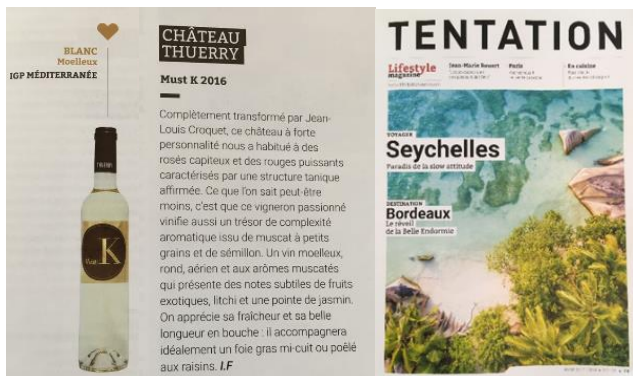 BLANC
Moelleux
IGP MÉDITERRANÉE
CHÂTEAU
THUERRY
Must K 2016
Complètement transformé par Jean-
Louis Croquet, ce château à forte
personnalité nous a habitué à des
rosés capiteux et des rouges puissants
caractérisés par une structure tanique
affirmée. Ce que l'on sait peut-être
moins, c'est que ce vigneron passionné
vinifie aussi un trésor de complexité
aromatique issu de muscat à petits
grains et de sémillon. Un vin moelleux,
rond, aérien et aux arômes muscatés
qui présente des notes subtiles de fruits
exotiques, litchi et une pointe de jasmin.
On apprécie sa fraîcheur et sa belle
longueur en bouche : il accompagnera
idéalement un foie gras mi-cuit ou poêlé
aux raisins. I.F
K
TENTATION
Lifestyle
magazine
Paris
En cuisine
VOYAGER
Seychelles
Paradis de la slow attitude
DESTINATION
Bordeaux
Le réveil
de la Belle Endormie